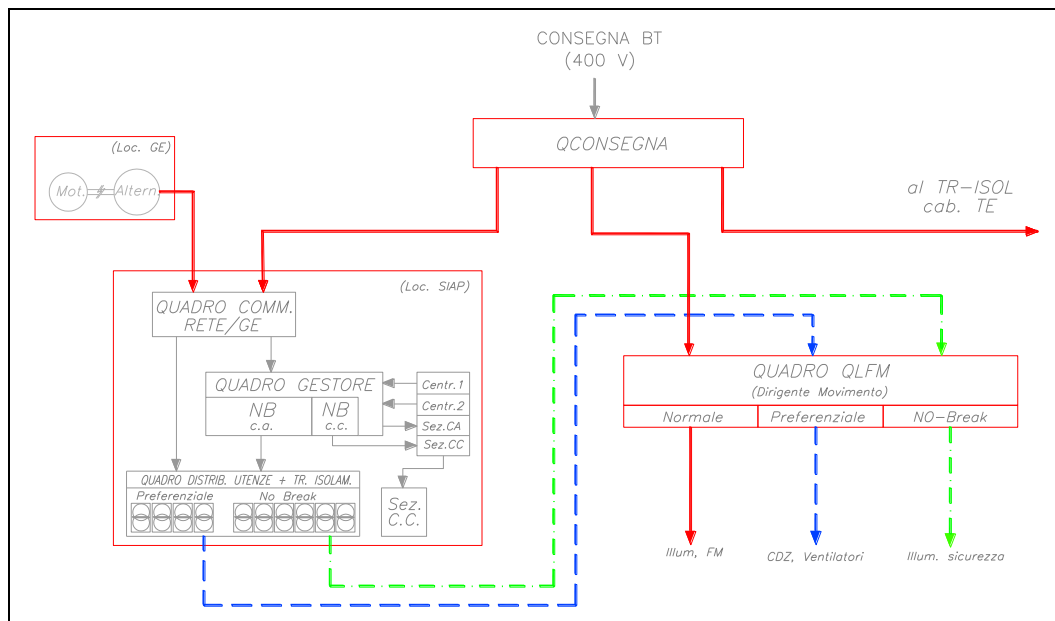 CONSEGNA BT
(400 V)
QCONSEGNA
(Loc. GE)
Mot.
Altern.
al TR-ISOL
cab. TE
(Loc. SIAP)
QUADRO COMM.
RETE/GE
QUADRO GESTORE
NB
c.a.
NB
c.c.
Centr.1
Centr.2
Sez.CA
Sez.CC
QUADRO DISTRIB. UTENZE + TR. ISOLAM.
Preferenziale
No Break
Sez.
C.C.
QUADRO QLFM
(Dirigente Movimento)
Normale
Preferenziale
NO-Break
Illum, FM
CDZ, Ventilatori
Illum. sicurezza